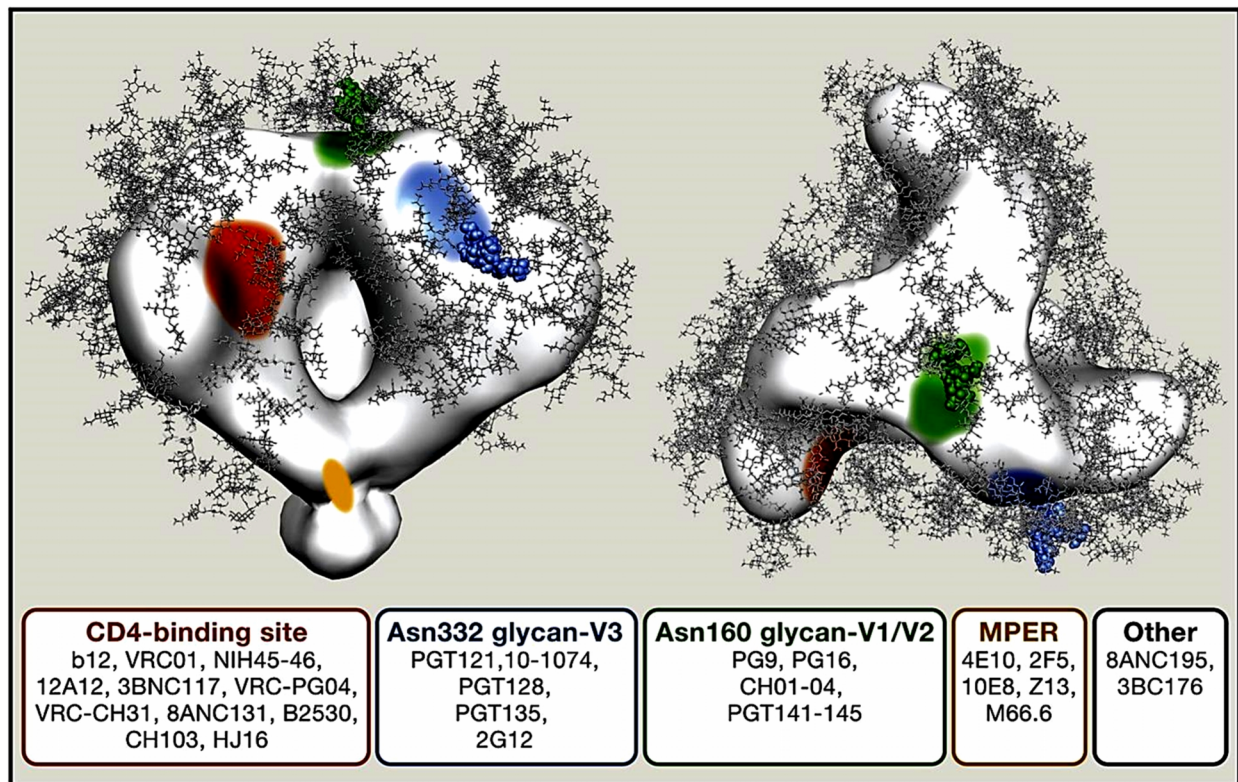 CD4-binding site
b12, VRC01, NIH45-46,
12A12, 3BNC117, VRC-PG04,
VRC-CH31, 8ANC131, B2530,
CH103, HJ16
Asn332 glycan-V3
PGT121,10-1074,
PGT128,
PGT135,
2G12
Asn160 glycan-V1/V2
PG9, PG16,
CH01-04,
PGT141-145
MPER
4E10, 2F5,
10E8, Z13,
M66.6
Other
8ANC195,
3BC176